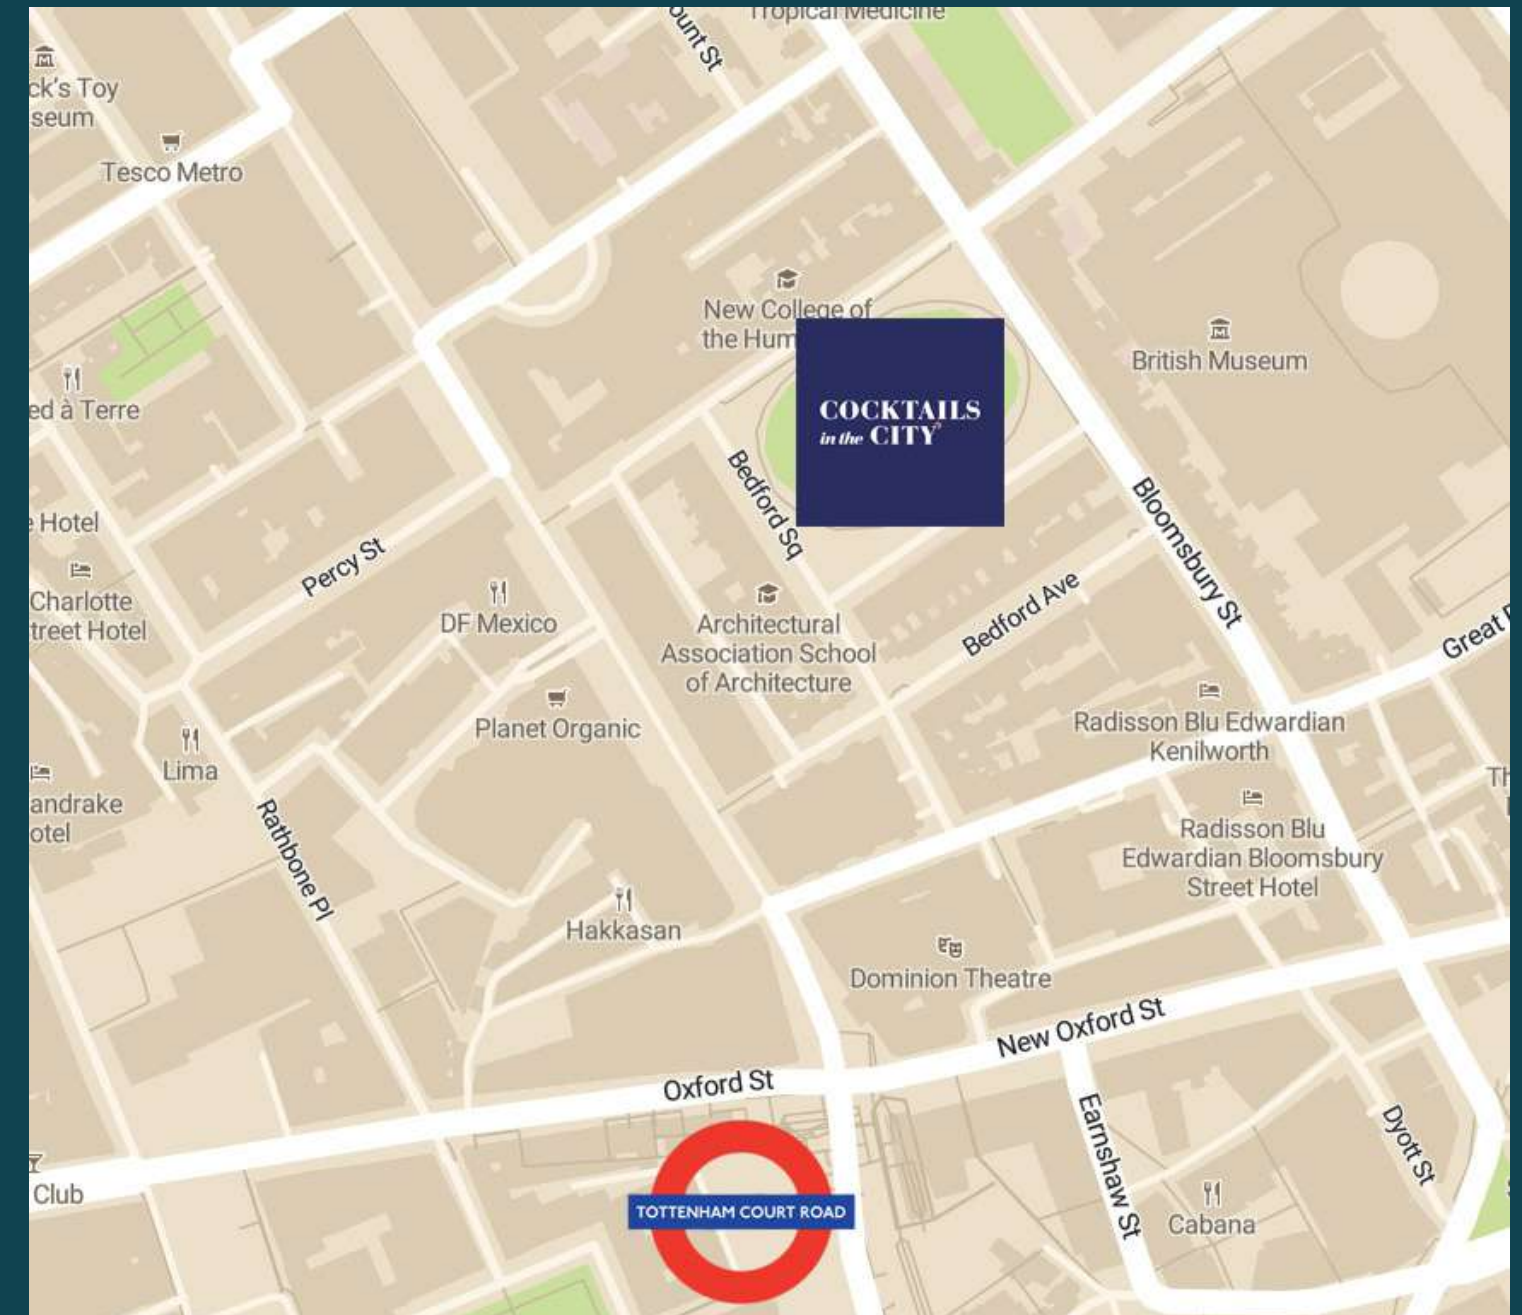 Tropical Medicine
ount St
ck's Toy
seum
Tesco Metro
New College of
the Hum
British Museum
ed à Terre
COCKTAILS
in the CITY
Bedford Sq
Bloomsbury St
e Hotel
Percy St
Charlotte
treet Hotel
DF Mexico
Architectural
Association School
of Architecture
Bedford Ave
Great
Planet Organic
Radisson Blu Edwardian
Kenilworth
Lima
andrake
otel
Rathbone Pl
Radisson Blu
Edwardian Bloomsbury
Street Hotel
Hakkasan
Dominion Theatre
New Oxford St
Oxford St
Earnshaw St
Dyott St
Club
TOTTENHAM COURT ROAD
Cabana